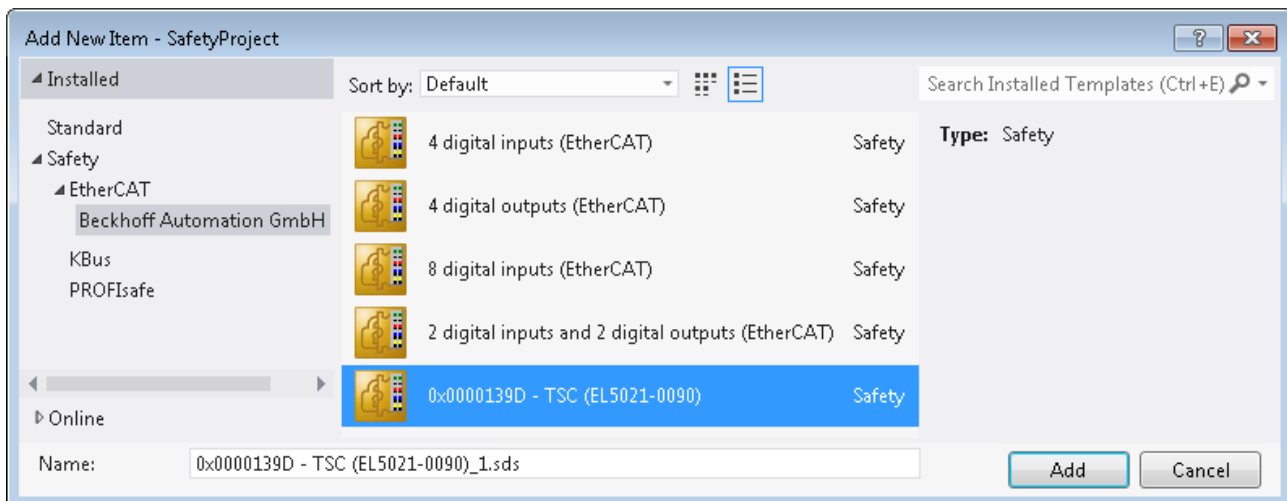 Add New Item - SafetyProject
Installed
Sort by: Default
Search Installed Templates (Ctrl+E)
Standard
Safety
EtherCAT
Beckhoff Automation GmbH
KBus
PROFIsafe
Online
4 digital inputs (EtherCAT) Safety
4 digital outputs (EtherCAT) Safety
8 digital inputs (EtherCAT) Safety
2 digital inputs and 2 digital outputs (EtherCAT) Safety
0x0000139D - TSC (EL5021-0090) Safety
Type: Safety
Name: 0x0000139D - TSC (EL5021-0090)_1.sds
Add Cancel